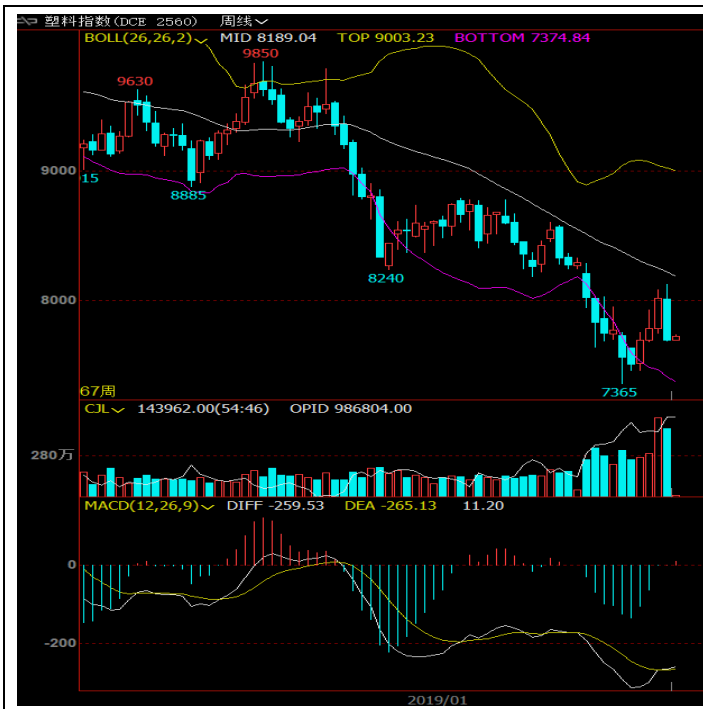 塑料指数(DCE 2560) 周线
BOLL(26,26,2) MID 8189.04 TOP 9003.23 BOTTOM 7374.84
9850
9630
9000
15
8885
8240
8000
7365
67周
CJL 143962.00(54:46) OPID 986804.00
280万
MACD(12,26,9) DIFF -259.53 DEA -265.13 11.20
0
-200
2019/01